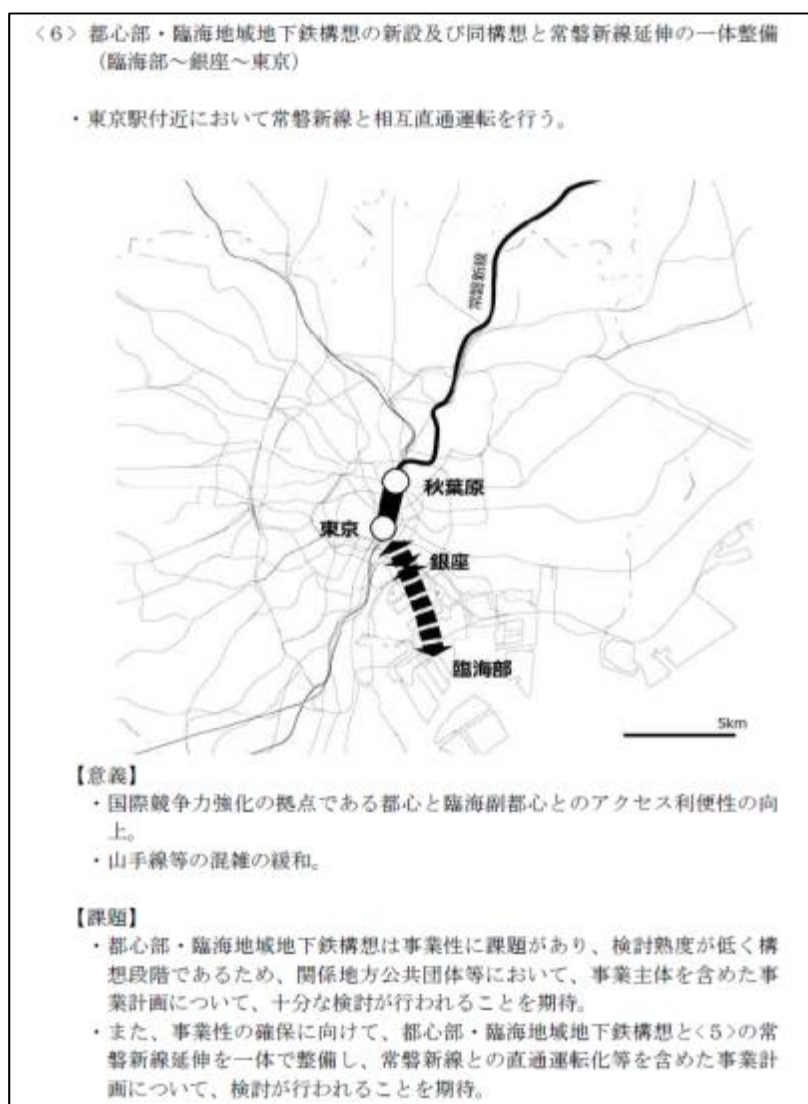 <6> 都心部・臨海地域地下鉄構想の新設及び同構想と常磐新線延伸の一体整備
(臨海部~銀座~東京)
・東京駅付近において常磐新線と相互直通運転を行う。
常磐新線
秋葉原
東京
銀座
臨海部
5km
【意義】
・国際競争力強化の拠点である都心と臨海副都心とのアクセス利便性の向
上。
・山手線等の混雑の緩和。
【課題】
・都心部・臨海地域地下鉄構想は事業性に課題があり、検討熟度が低く構
想段階であるため、関係地方公共団体等において、事業主体を含めた事
業計画について、十分な検討が行われることを期待。
・また、事業性の確保に向けて、都心部・臨海地域地下鉄構想と<5>の常
磐新線延伸を一体で整備し、常磐新線との直通運転化等を含めた事業計
画について、検討が行われることを期待。